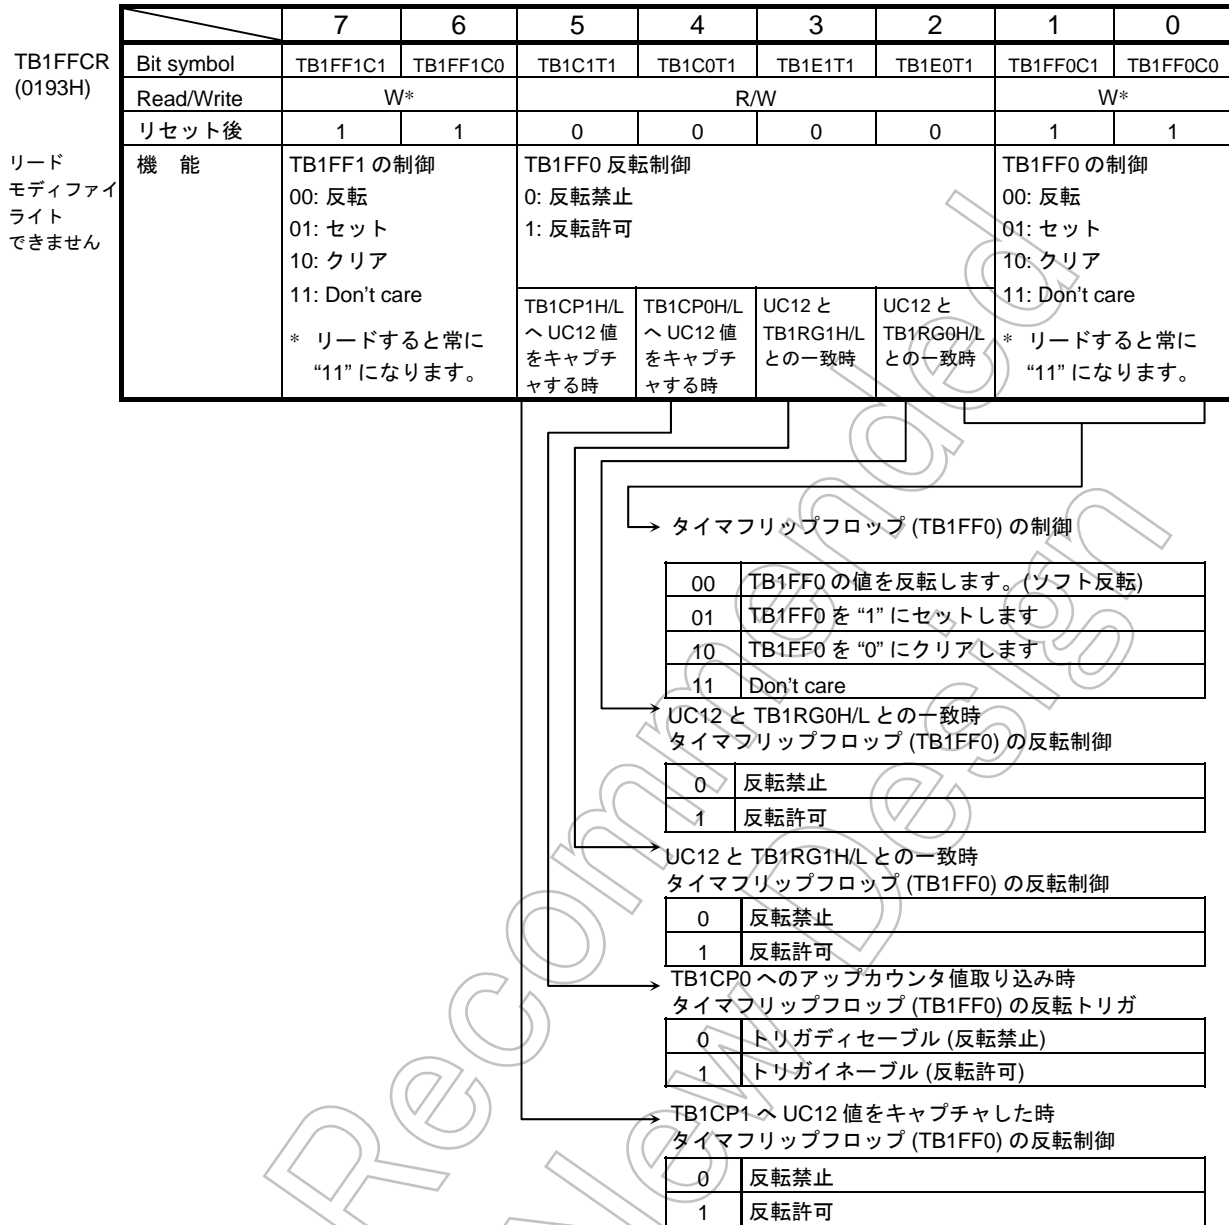 7 6 5 4 3 2 1 0
TB1FFCR
(0193H)
Bit symbol TB1FF1C1 TB1FF1C0 TB1C1T1 TB1C0T1 TB1E1T1 TB1E0T1 TB1FF0C1 TB1FF0C0
Read/Write W* R/W W*
リセット後 1 1 0 0 0 0 1 1
リード
モディファイ
ライト
できません
機 能
TB1FF1 の制御
00: 反転
01: セット
10: クリア
11: Don't care
* リードすると常に
“11” になります。
TB1FF0 反転制御
0: 反転禁止
1: 反転許可
TB1CP1H/L
へ UC12 値
をキャプチ
ャする時
TB1CP0H/L
へ UC12 値
をキャプチ
ャする時
UC12 と
TB1RG1H/L
との一致時
UC12 と
TB1RG0H/L
との一致時
TB1FF0 の制御
00: 反転
01: セット
10: クリア
11: Don't care
* リードすると常に
“11” になります。
タイマフリップフロップ (TB1FF0) の制御
00 TB1FF0 の値を反転します。(ソフト反転)
01 TB1FF0 を “1” にセットします
10 TB1FF0 を “0” にクリアします
11 Don't care
UC12 と TB1RG0H/L との一致時
タイマフリップフロップ (TB1FF0) の反転制御
0 反転禁止
1 反転許可
UC12 と TB1RG1H/L との一致時
タイマフリップフロップ (TB1FF0) の反転制御
0 反転禁止
1 反転許可
TB1CP0 へのアップカウンタ値取り込み時
タイマフリップフロップ (TB1FF0) の反転トリガ
0 トリガディセーブル (反転禁止)
1 トリガイネーブル (反転許可)
TB1CP1 へ UC12 値をキャプチャした時
タイマフリップフロップ (TB1FF0) の反転制御
0 反転禁止
1 反転許可
Recommended
New Design